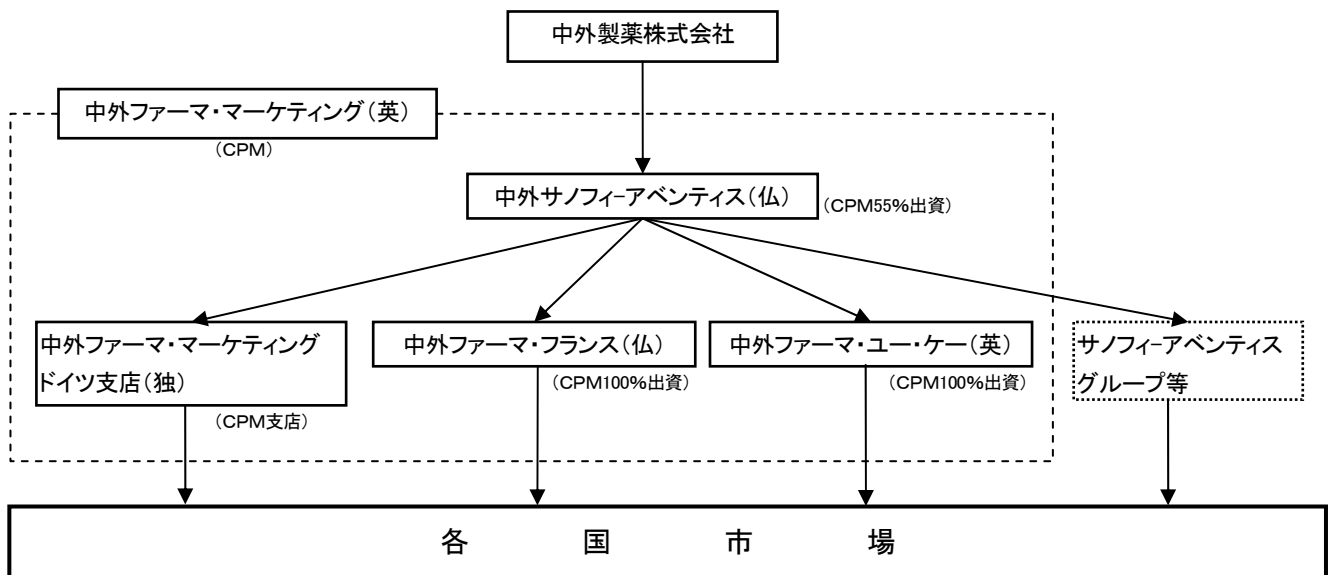 中外製薬株式会社
中外ファーマ・マーケティング(英)
(CPM)
中外サノフィ-アベンティス(仏)
(CPM55%出資)
中外ファーマ・マーケティング
ドイツ支店(独)
(CPM支店)
中外ファーマ・フランス(仏)
(CPM100%出資)
中外ファーマ・ユー・ケー(英)
(CPM100%出資)
サノフィ-アベンティス
グループ等
各 国 市 場